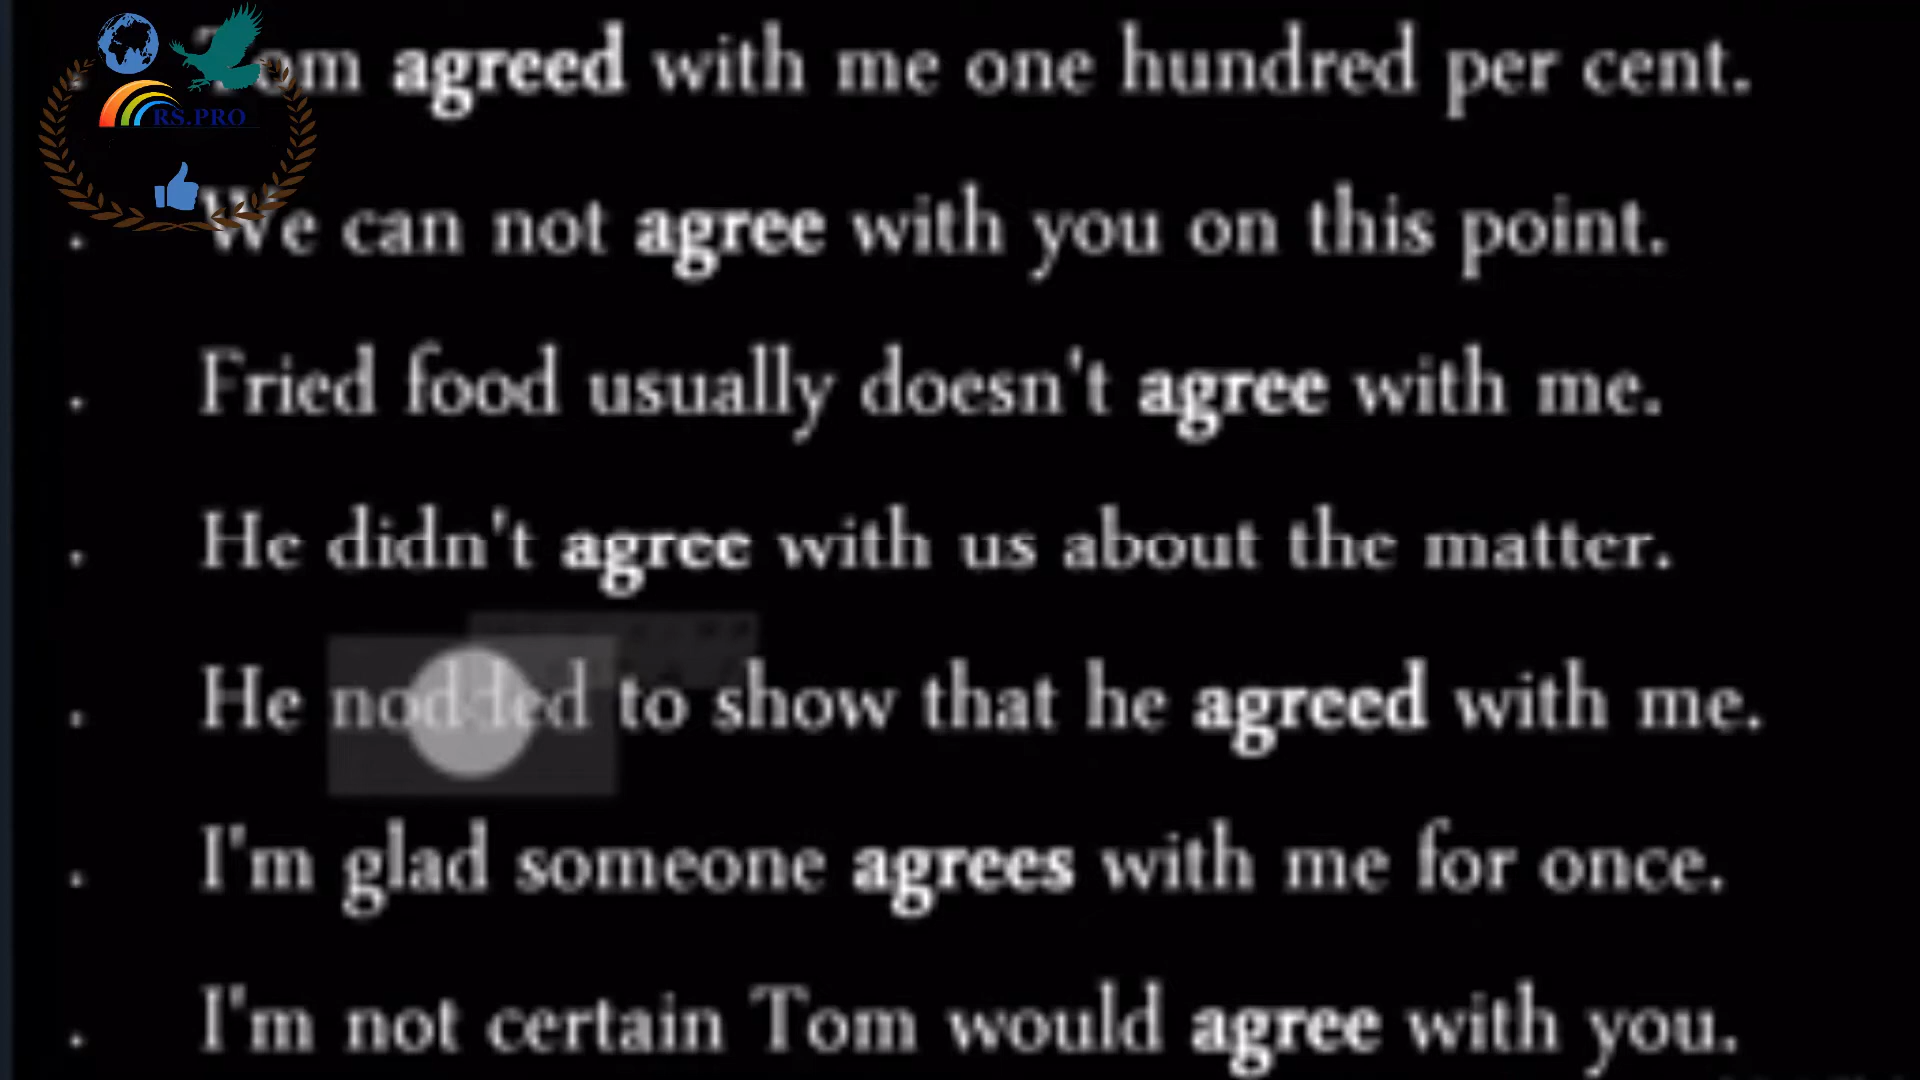 Tom agreed with me one hundred per cent.
RS.PRO
. We can not agree with you on this point.
. Fried food usually doesn't agree with me.
. He didn't agree with us about the matter.
. He nodded to show that he agreed with me.
. I'm glad someone agrees with me for once.
. I'm not certain Tom would agree with you.